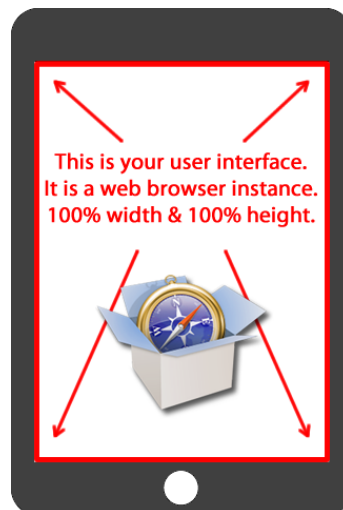 This is your user interface.
It is a web browser instance.
100% width & 100% height.